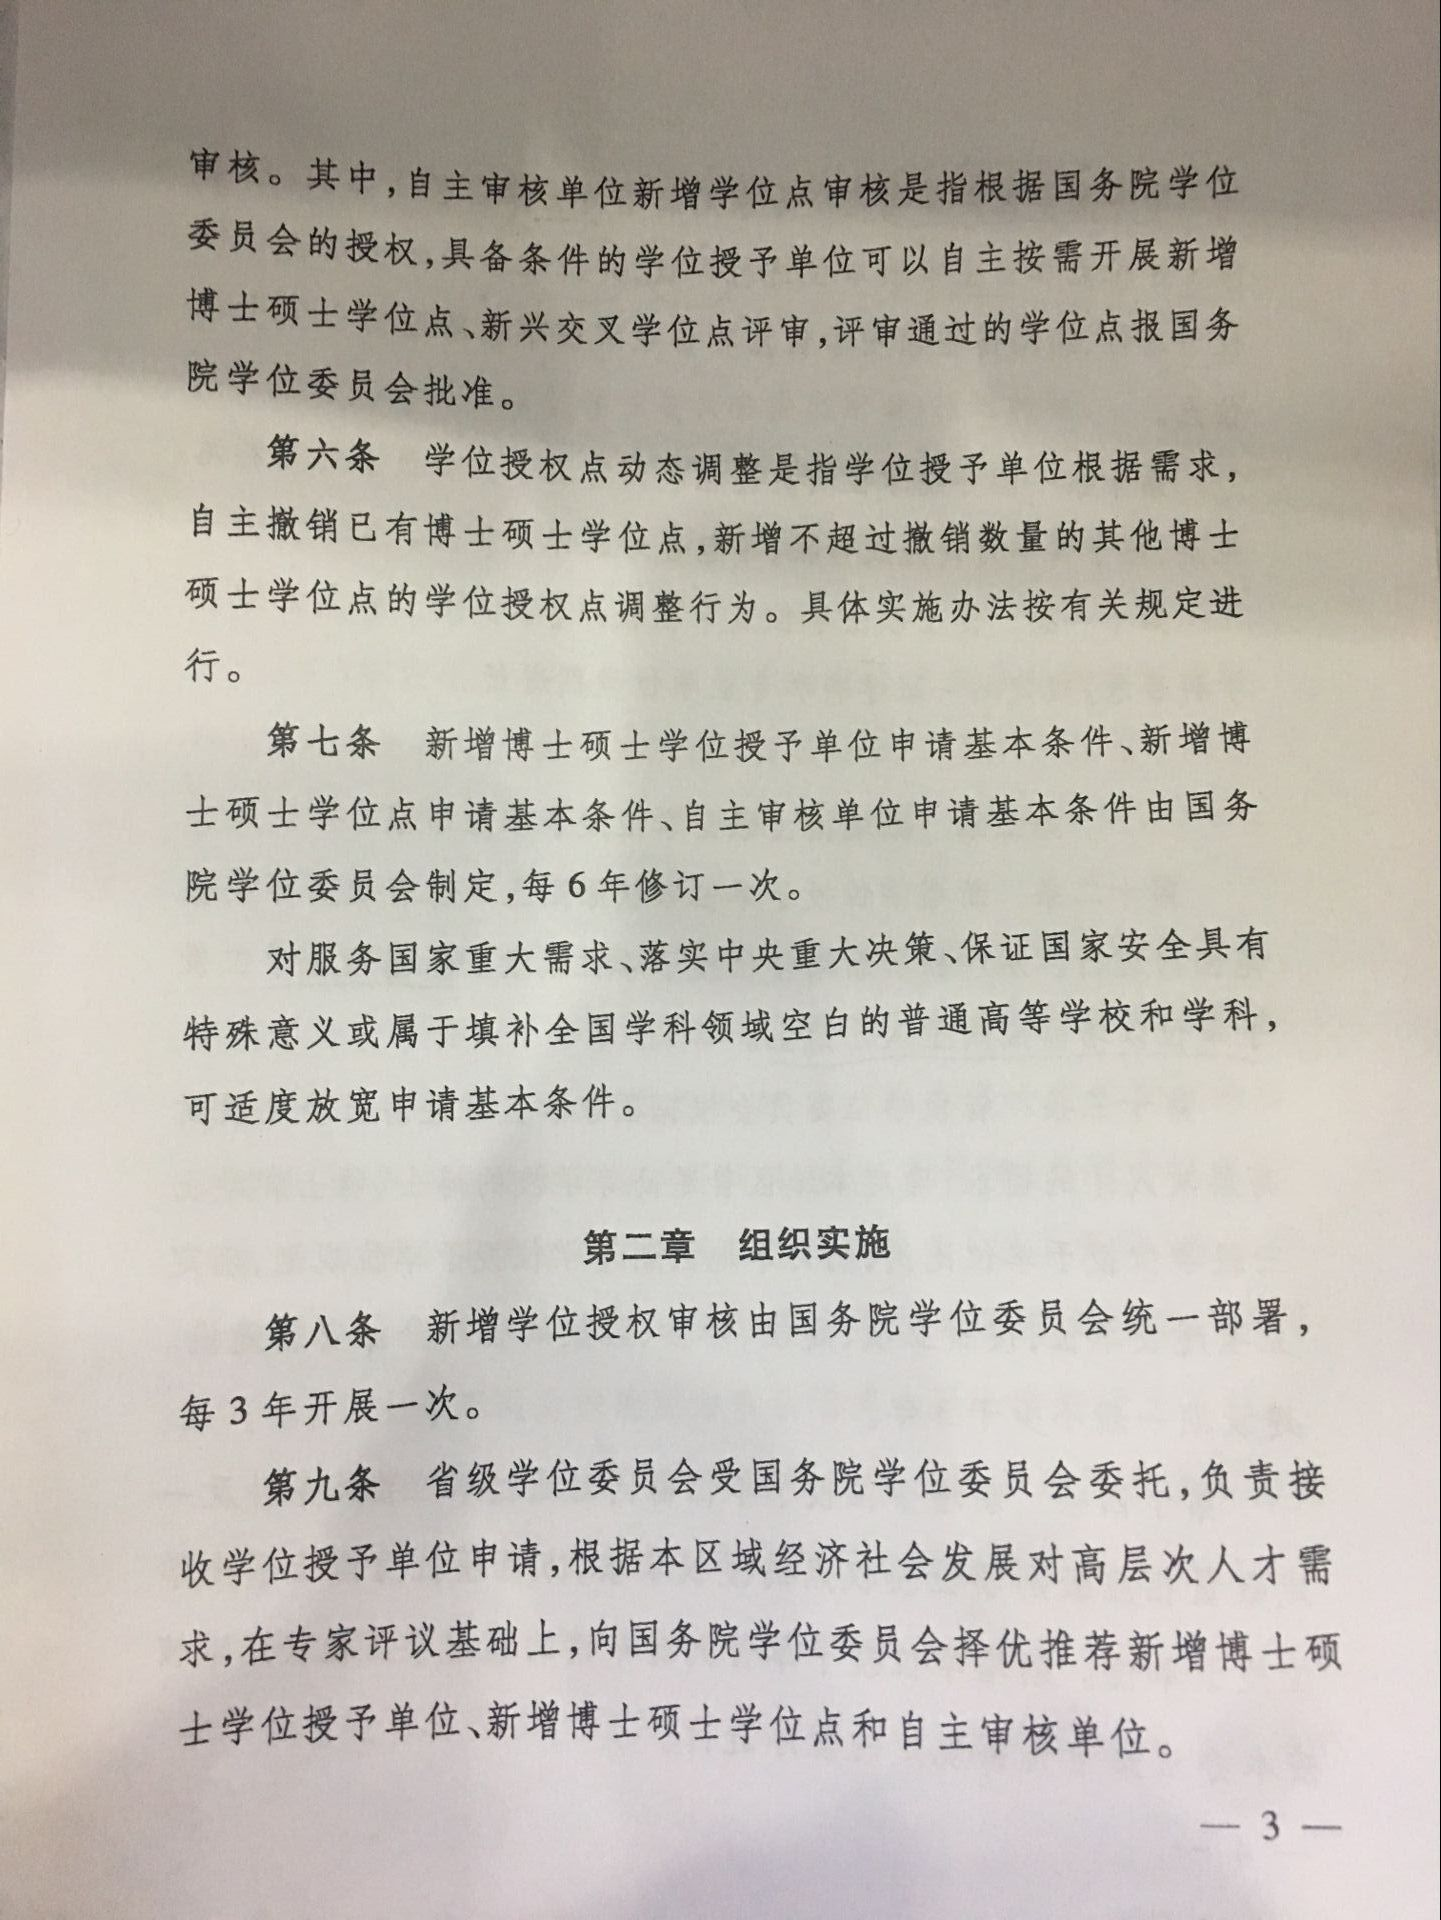 审核。其中,自主审核单位新增学位点审核是指根据国务院学位
委员会的授权,具备条件的学位授予单位可以自主按需开展新增
博士硕士学位点、新兴交叉学位点评审,评审通过的学位点报国务
院学位委员会批准。
第六条 学位授权点动态调整是指学位授予单位根据需求,
自主撤销已有博士硕士学位点,新增不超过撤销数量的其他博士
硕士学位点的学位授权点调整行为。具体实施办法按有关规定进
行。
第七条 新增博士硕士学位授予单位申请基本条件、新增博
士硕士学位点申请基本条件、自主审核单位申请基本条件由国务
院学位委员会制定,每6年修订一次。
对服务国家重大需求、落实中央重大决策、保证国家安全具有
特殊意义或属于填补全国学科领域空白的普通高等学校和学科,
可适度放宽申请基本条件。
第二章 组织实施
第八条 新增学位授权审核由国务院学位委员会统一部署,
每3年开展一次。
第九条 省级学位委员会受国务院学位委员会委托,负责接
收学位授予单位申请,根据本区域经济社会发展对高层次人才需
求,在专家评议基础上,向国务院学位委员会择优推荐新增博士硕
士学位授予单位、新增博士硕士学位点和自主审核单位。
— 3 —